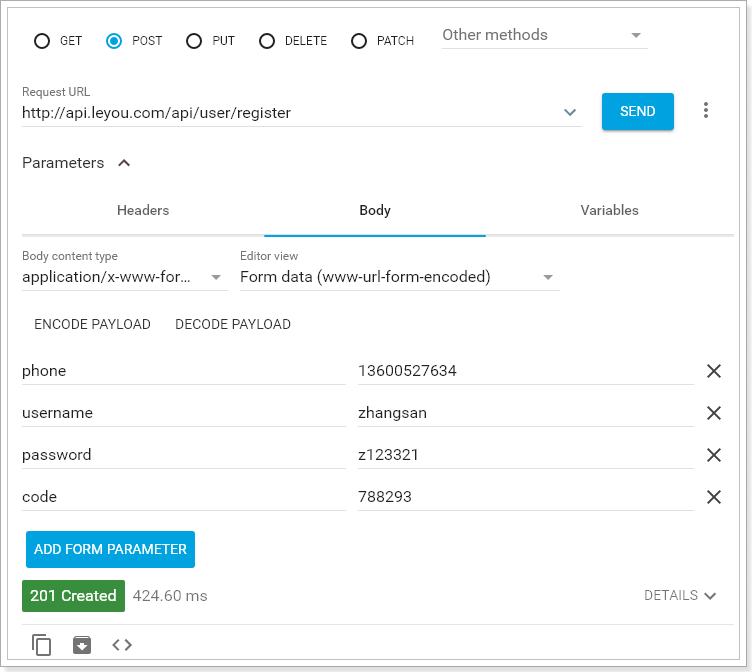 GET POST PUT DELETE PATCH Other methods
Request URL
http://api.leyou.com/api/user/register SEND
Parameters
Headers Body Variables
Body content type Editor view
application/x-www-for... Form data (www-url-form-encoded)
ENCODE PAYLOAD DECODE PAYLOAD
phone 13600527634
username zhangsan
password z123321
code 788293
ADD FORM PARAMETER
201 Created 424.60 ms DETAILS